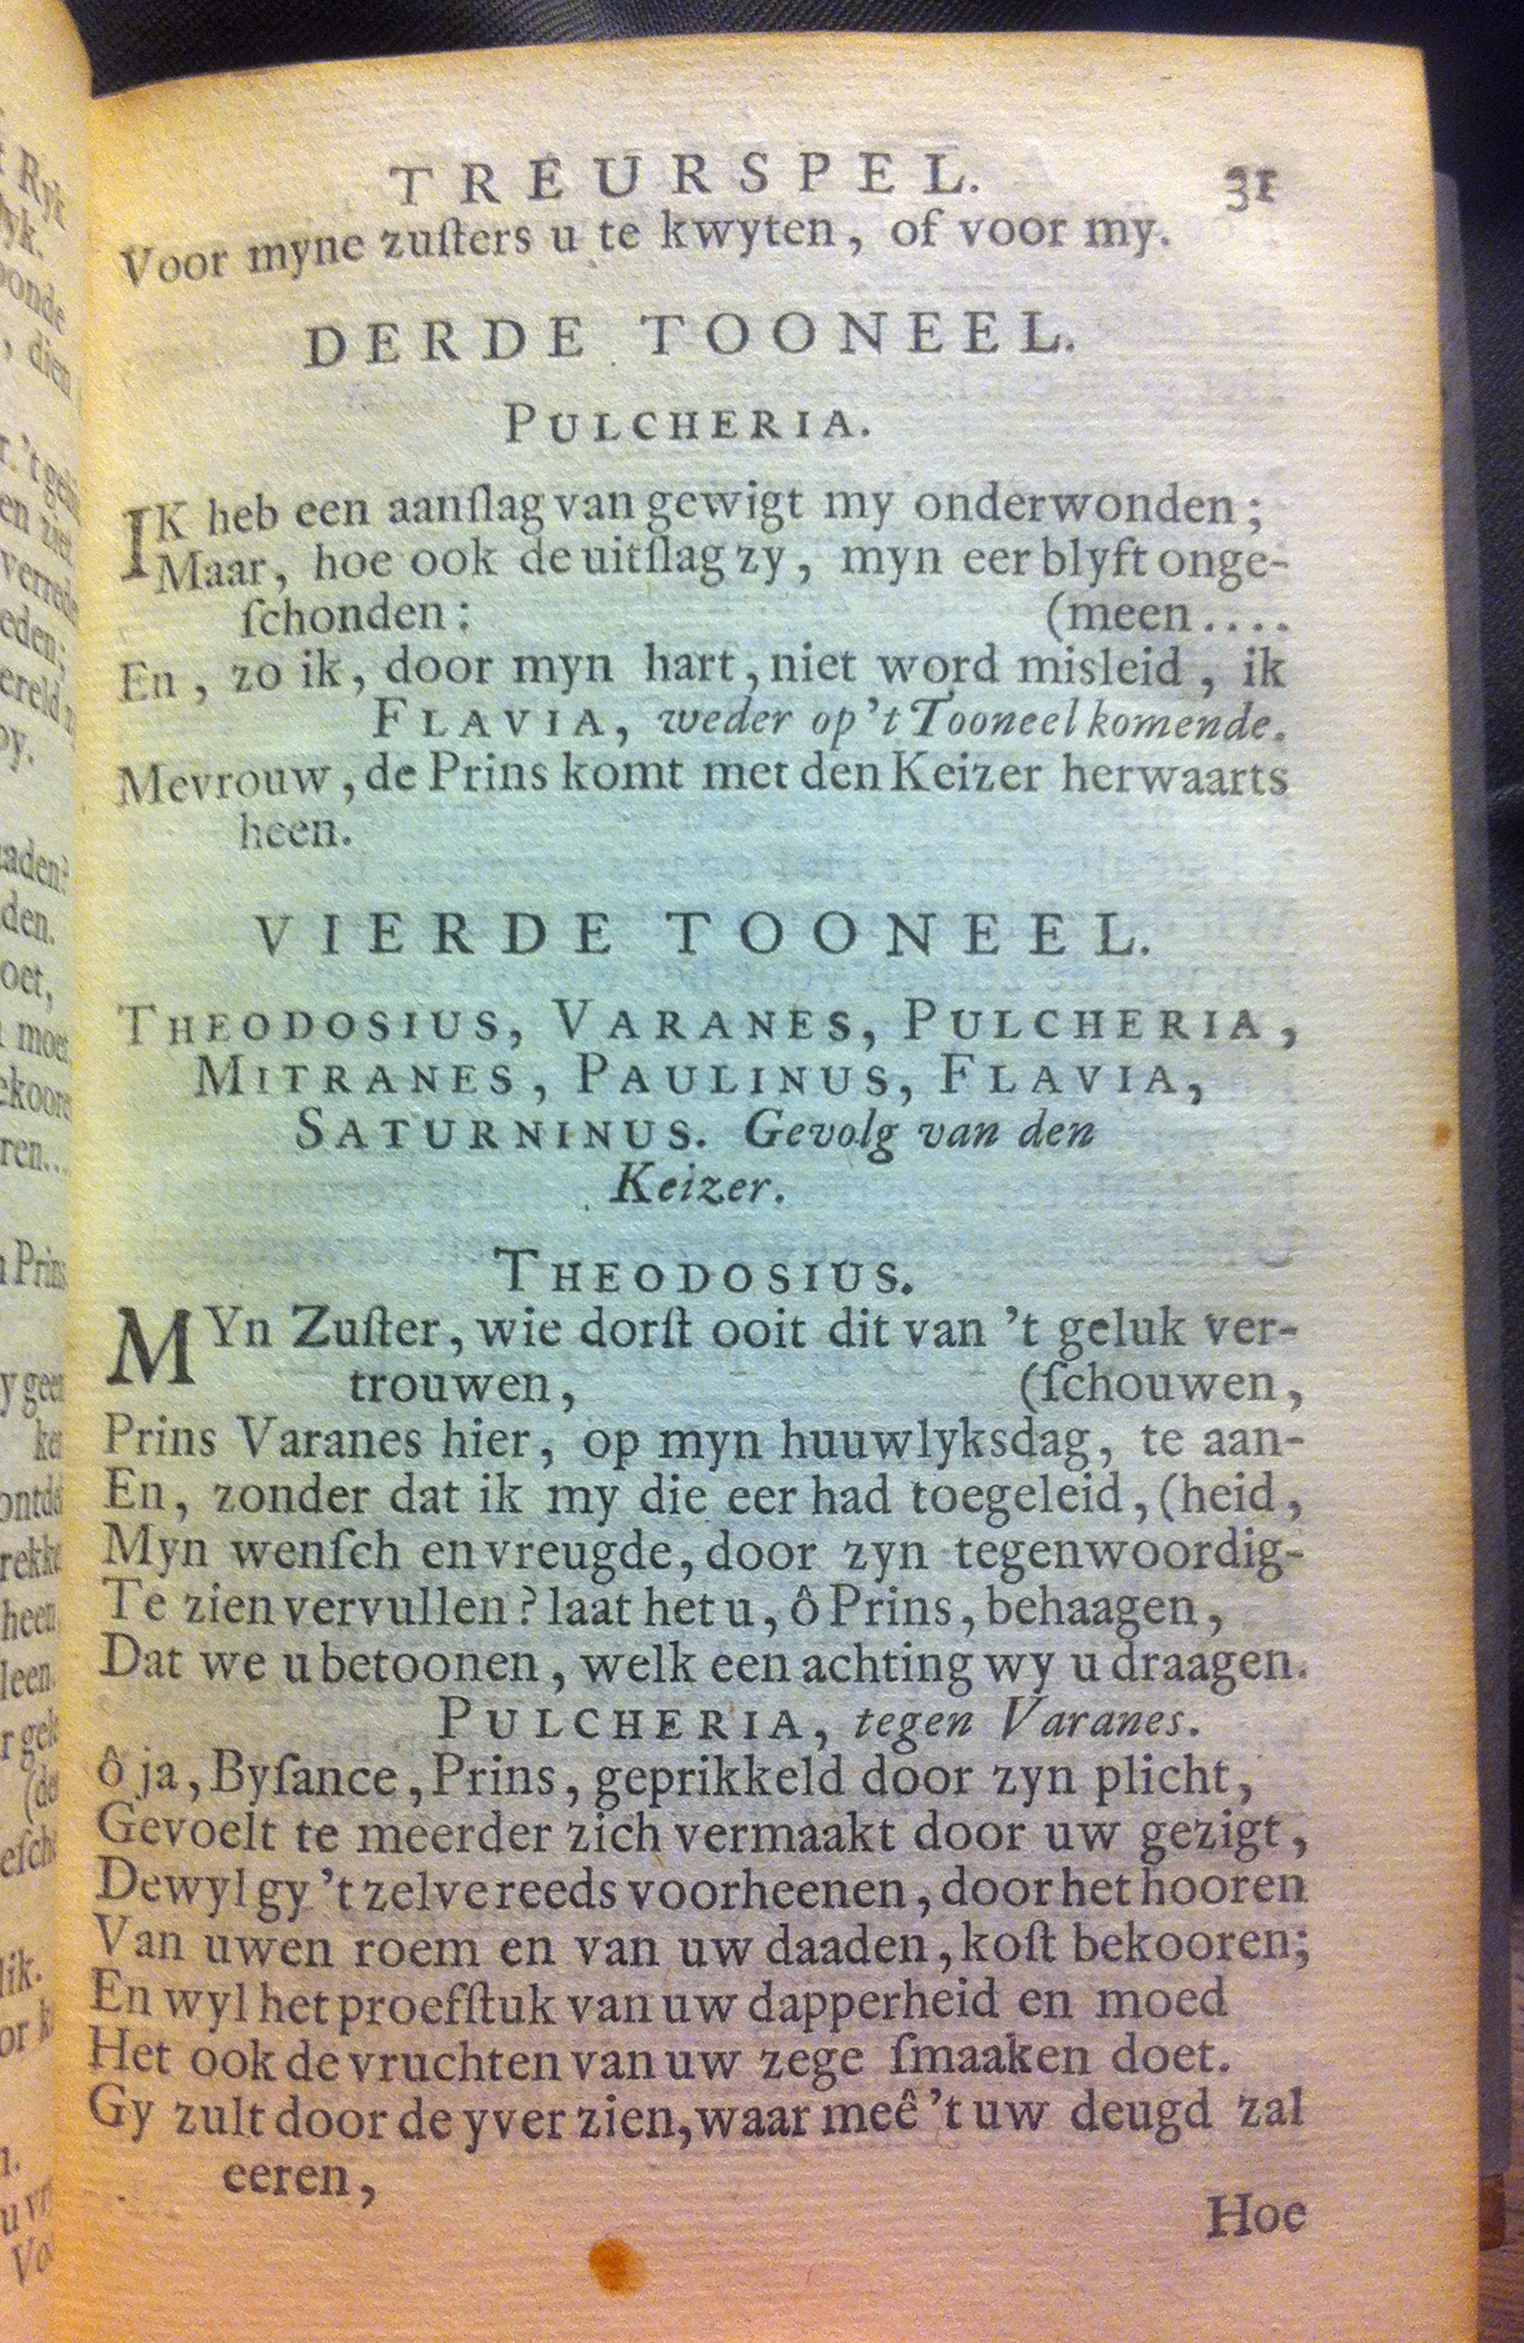 TREURSPEL. 31
Voor myne zuſters u te kwyten, of voor my.
DERDE TOONEEL.
PULCHERIA.
IK heb een aanſlag van gewigt my onderwonden;
Maar, hoe ook de uitſlag zy, myn eer blyft onge-
ſchonden: (meen....
En, zo ik, door myn hart, niet word misleid, ik
FLAVIA, weder op 't Tooneel komende.
Mevrouw, de Prins komt met den Keizer herwaarts
heen.
VIERDE TOONEEL.
THEODOSIUS, VARANES, PULCHERIA,
MITRANES, PAULINUS, FLAVIA,
SATURNINUS. Gevolg van den
Keizer.
THEODOSIUS.
MYn Zuſter, wie dorſt ooit dit van 't geluk ver-
trouwen, (ſchouwen,
Prins Varanes hier, op myn huuwlyksdag, te aan-
En, zonder dat ik my die eer had toegeleid, (heid,
Myn wenſch en vreugde, door zyn tegenwoordig-
Te zien vervullen? laat het u, ô Prins, behaagen,
Dat we u betoonen, welk een achting wy u draagen.
PULCHERIA, tegen Varanes.
ô ja, Byſance, Prins, geprikkeld door zyn plicht,
Gevoelt te meerder zich vermaakt door uw gezigt,
Dewyl gy 't zelve reeds voorheenen, door het hooren
Van uwen roem en van uw daaden, koſt bekooren;
En wyl het proefſtuk van uw dapperheid en moed
Het ook de vruchten van uw zege ſmaaken doet.
Gy zult door de yver zien, waar meê 't uw deugd zal
eeren,
Hoe